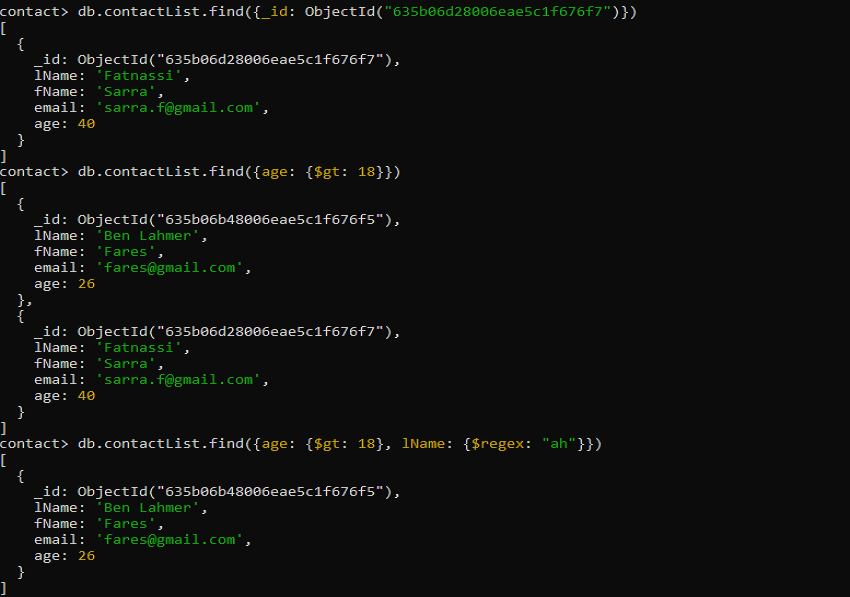 contact> db.contactList.find({_id: ObjectId("635b06d28006eae5c1f676f7")})
[
  {
    _id: ObjectId("635b06d28006eae5c1f676f7"),
    lName: 'Fatnassi',
    fName: 'Sarra',
    email: 'sarra.f@gmail.com',
    age: 40
  }
]
contact> db.contactList.find({age: {$gt: 18}})
[
  {
    _id: ObjectId("635b06b48006eae5c1f676f5"),
    lName: 'Ben Lahmer',
    fName: 'Fares',
    email: 'fares@gmail.com',
    age: 26
  },
  {
    _id: ObjectId("635b06d28006eae5c1f676f7"),
    lName: 'Fatnassi',
    fName: 'Sarra',
    email: 'sarra.f@gmail.com',
    age: 40
  }
]
contact> db.contactList.find({age: {$gt: 18}, lName: {$regex: "ah"}})
[
  {
    _id: ObjectId("635b06b48006eae5c1f676f5"),
    lName: 'Ben Lahmer',
    fName: 'Fares',
    email: 'fares@gmail.com',
    age: 26
  }
]